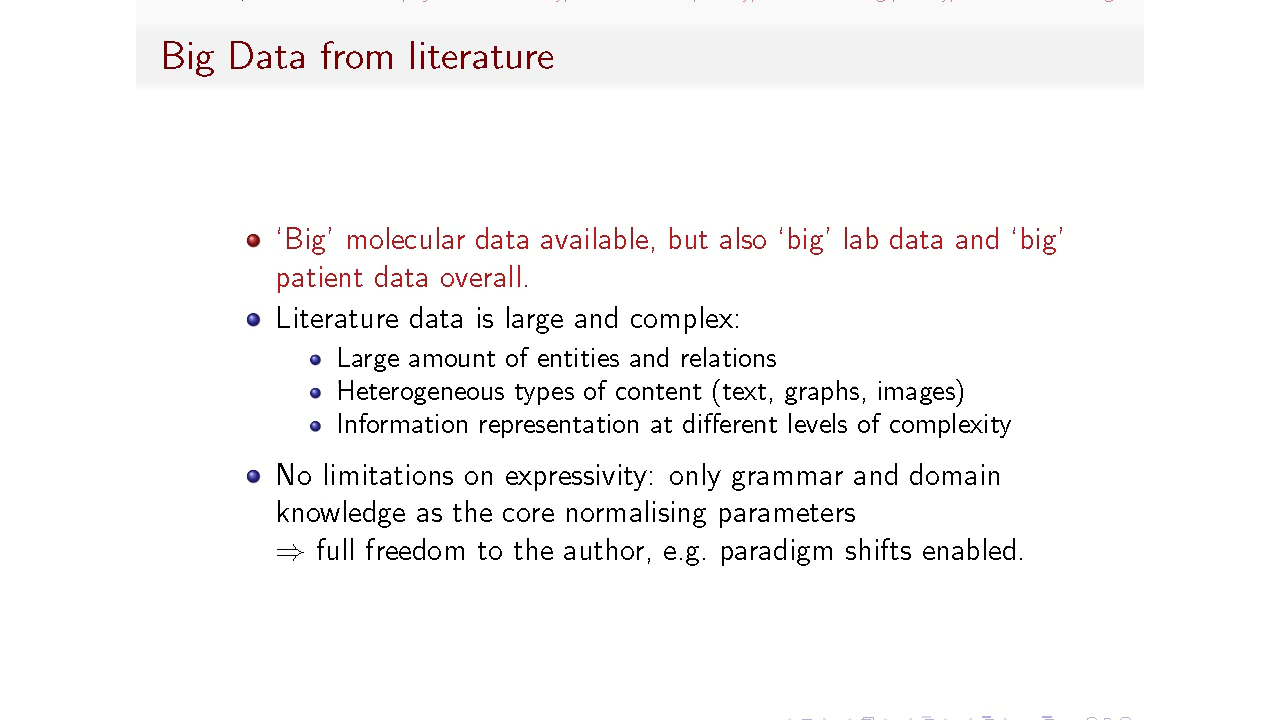 Big Data from literature
‘Big’ molecular data available, but also ‘big’ lab data and ‘big’
patient data overall.
Literature data is large and complex:
Large amount of entities and relations
Heterogeneous types of content (text, graphs, images)
Information representation at different levels of complexity
No limitations on expressivity: only grammar and domain
knowledge as the core normalising parameters
⇒ full freedom to the author, e.g. paradigm shifts enabled.